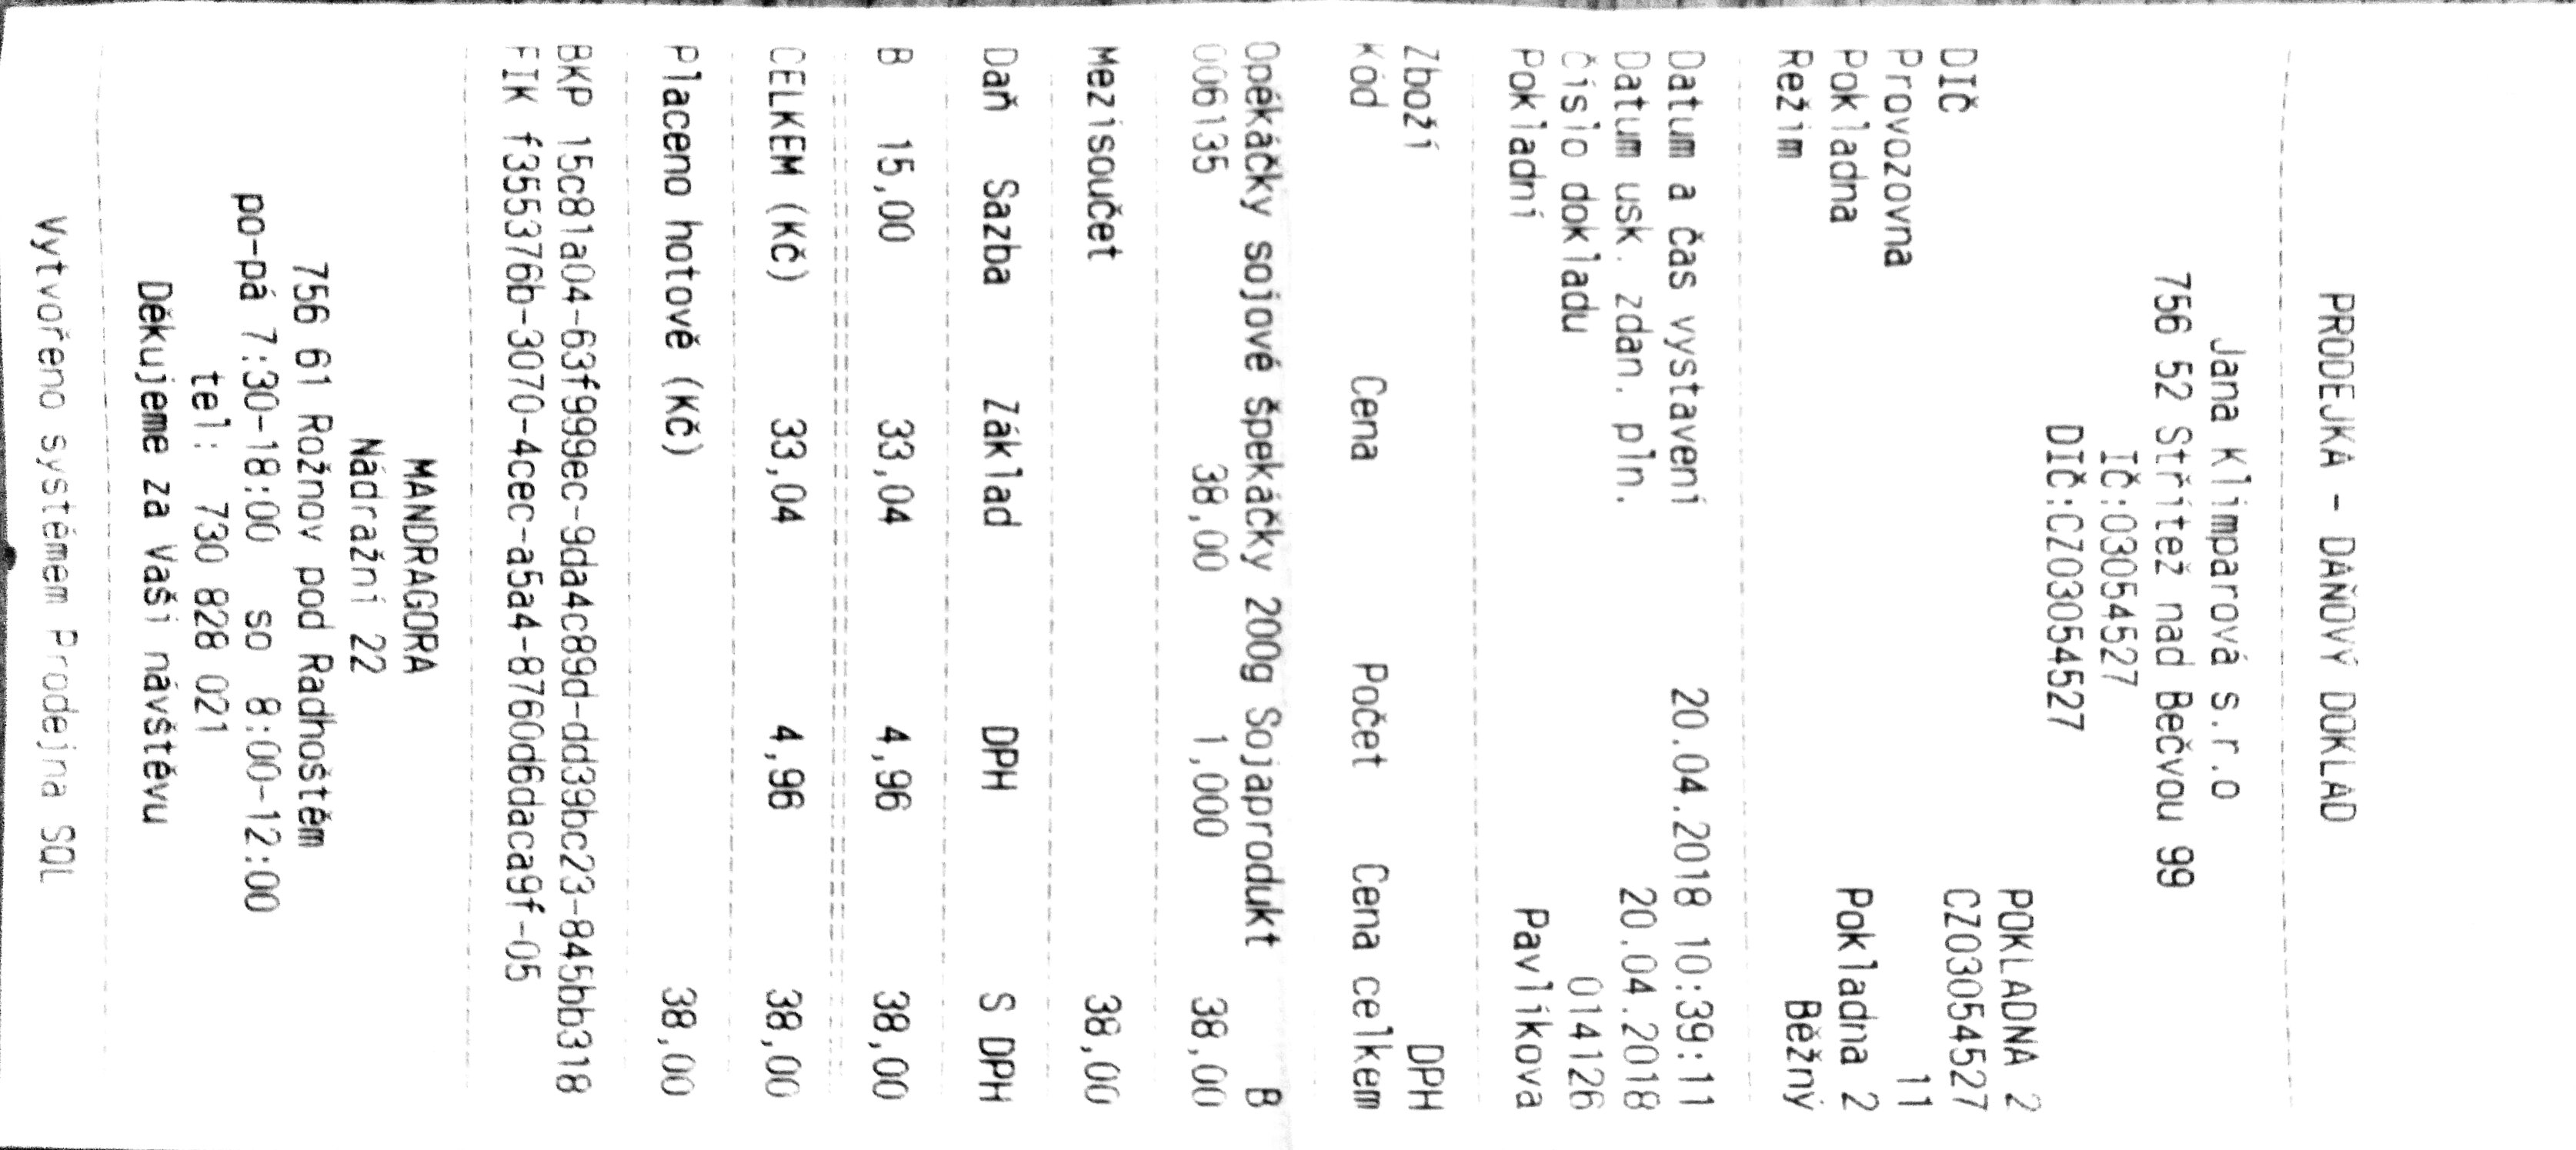 PRODEJKA - DAŇOVÝ DOKLAD
Jana Klimparová s.r.o
756 52 Střítež nad Bečvou 99
IČ:03054527
DIČ:CZ03054527
POKLADNA 2
DIČ CZ03054527
Provozovna 11
Pokladna Pokladna 2
Režim Běžný
Datum a čas vystavení 20.04.2018 10:39:11
Datum usk. zdan. pln. 20.04.2018
Číslo dokladu 014126
Pokladní Pavlíkova
Zboží DPH
Kód Cena Počet Cena celkem
Opékáčky sojové špekáčky 200g Sojaprodukt B
006135 38,00 1,000 38,00
Mezisoučet 38,00
Daň Sazba Základ DPH S DPH
B 15,00 33,04 4,96 38,00
CELKEM (Kč) 33,04 4,96 38,00
Placeno hotově (Kč) 38,00
BKP 15c81a04-63f999ec-9da4c89d-dd39bc23-845bb318
FIK f355376b-3070-4cec-a5a4-8760d6daca9f-05
MANDRAGORA
Nádražní 22
756 61 Rožnov pod Radhoštěm
po-pá 7:30-18:00 so 8:00-12:00
tel: 730 828 021
Děkujeme za Vaši návštěvu
Vytvořeno systémem Prodejna SQL